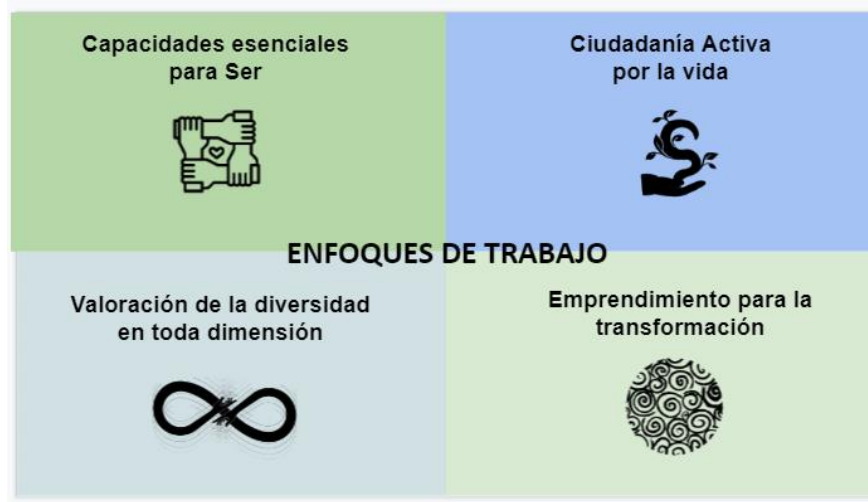 Capacidades esenciales
para Ser
Ciudadanía Activa
por la vida
ENFOQUES DE TRABAJO
Valoración de la diversidad
en toda dimensión
Emprendimiento para la
transformación